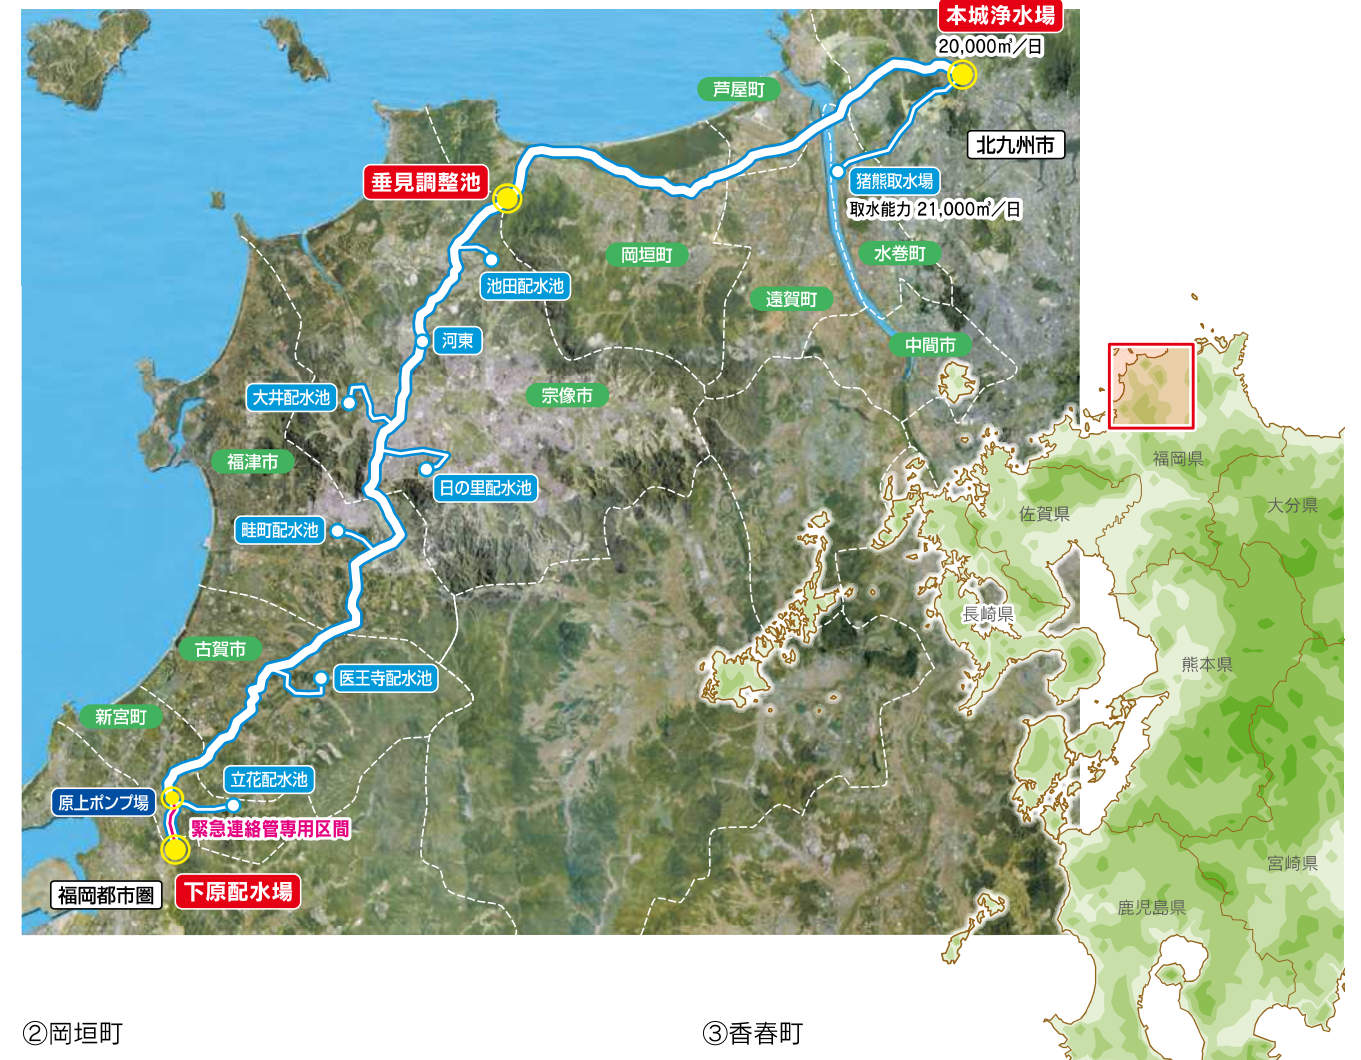 本城浄水場
20,000㎥／日
芦屋町
北九州市
垂見調整池
猪熊取水場
取水能力 21,000㎥／日
岡垣町
水巻町
池田配水池
遠賀町
河東
中間市
大井配水池
宗像市
福津市
日の里配水池
畦町配水池
古賀市
医王寺配水池
新宮町
立花配水池
原上ポンプ場
緊急連絡管専用区間
福岡都市圏
下原配水場
福岡県
大分県
佐賀県
長崎県
熊本県
宮崎県
鹿児島県
②岡垣町
③香春町